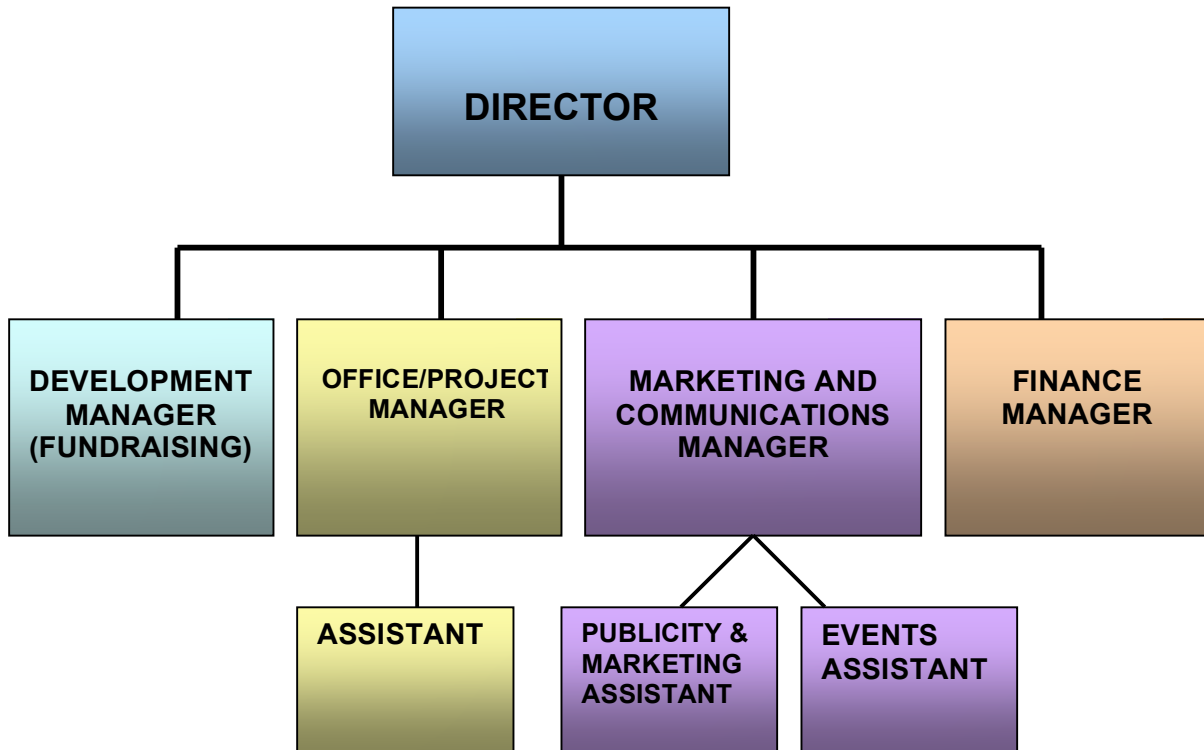 DIRECTOR
DEVELOPMENT
MANAGER
(FUNDRAISING)
OFFICE/PROJECT
MANAGER
MARKETING AND
COMMUNICATIONS
MANAGER
FINANCE
MANAGER
ASSISTANT
PUBLICITY &
MARKETING
ASSISTANT
EVENTS
ASSISTANT